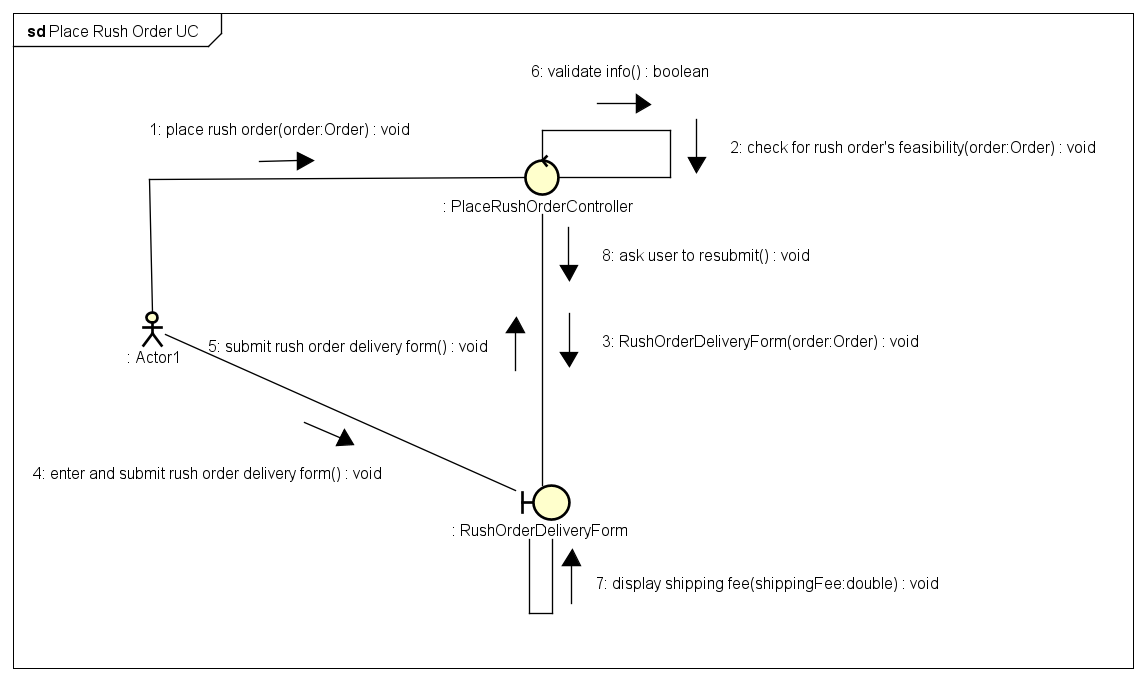 sd Place Rush Order UC
6: validate info() : boolean
1: place rush order(order:Order) : void
2: check for rush order's feasibility(order:Order) : void
: PlaceRushOrderController
8: ask user to resubmit() : void
3: RushOrderDeliveryForm(order:Order) : void
5: submit rush order delivery form() : void
: Actor1
4: enter and submit rush order delivery form() : void
: RushOrderDeliveryForm
7: display shipping fee(shippingFee:double) : void